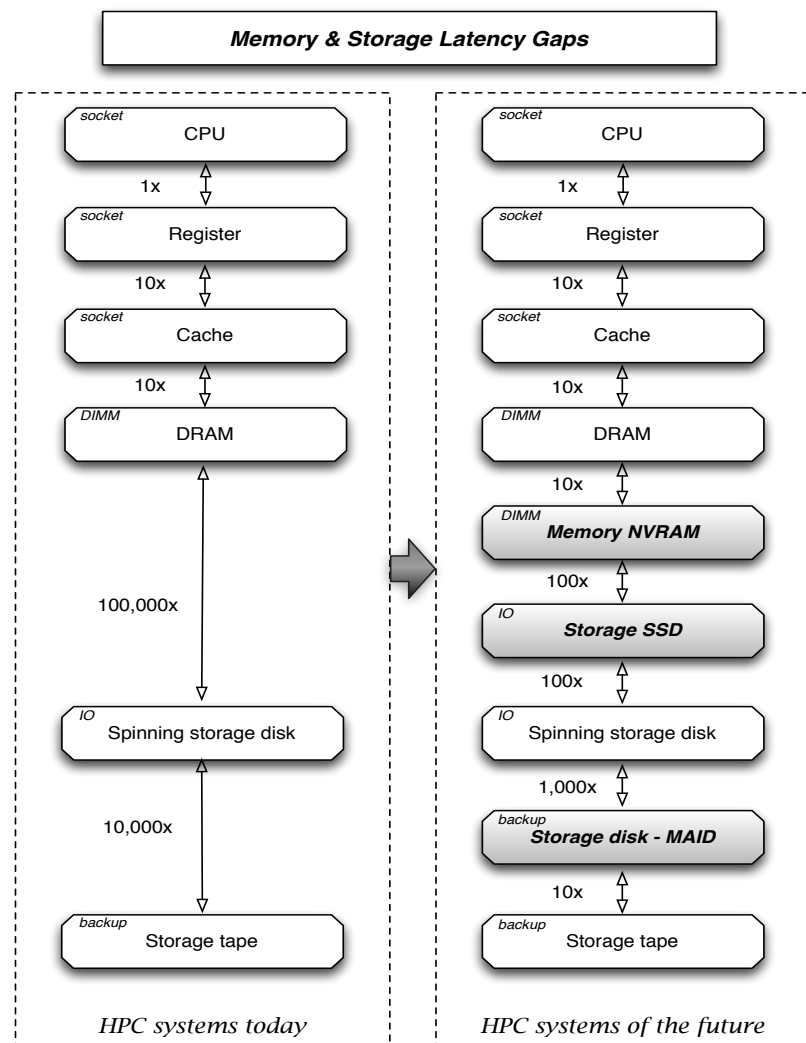 Memory & Storage Latency Gaps
socket
CPU
1x
socket
Register
10x
socket
Cache
10x
DIMM
DRAM
100,000x
IO
Spinning storage disk
10,000x
backup
Storage tape
HPC systems today
socket
CPU
1x
socket
Register
10x
socket
Cache
10x
DIMM
DRAM
10x
DIMM
Memory NVRAM
100x
IO
Storage SSD
100x
IO
Spinning storage disk
1,000x
backup
Storage disk - MAID
10x
backup
Storage tape
HPC systems of the future